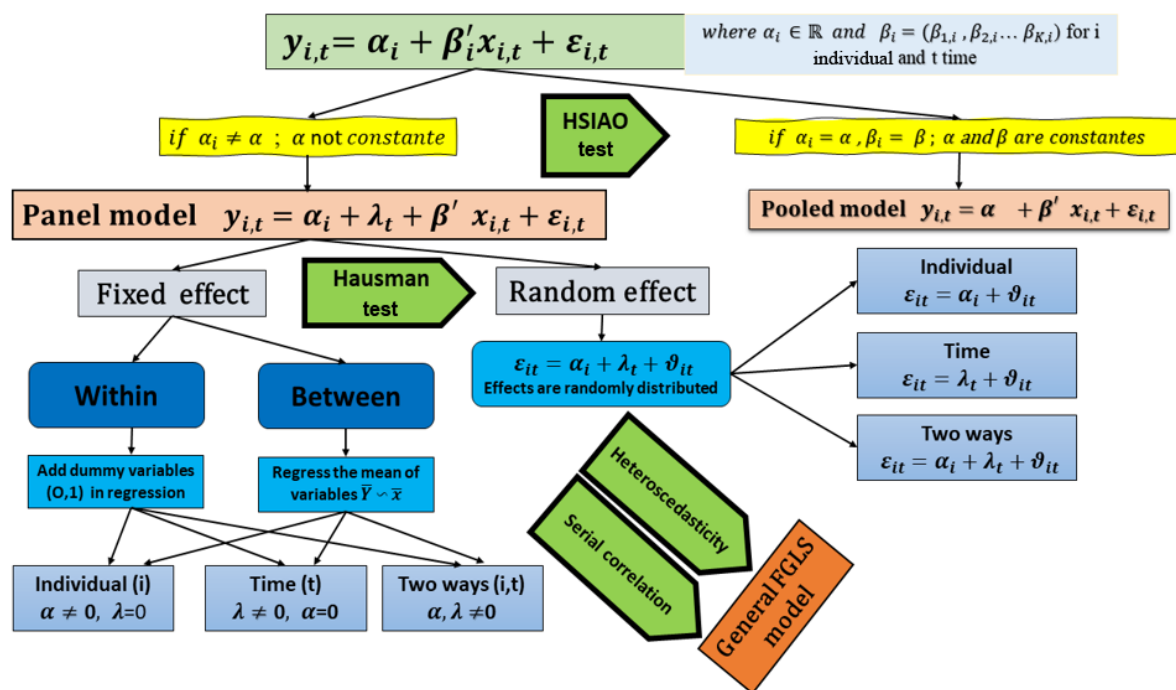 𝒚ᵢ,ₜ= 𝜶ᵢ + 𝜷′ᵢ𝒙ᵢ,ₜ + 𝜺ᵢ,ₜ
where αᵢ ∈ ℝ and βᵢ = (β₁,ᵢ , β₂,ᵢ … β_K,ᵢ) for i
individual and t time
HSIAO
test
if αᵢ ≠ α ; α not constante
if αᵢ = α , βᵢ = β ; α and β are constantes
Panel model yᵢ,ₜ = αᵢ + λₜ + β′ xᵢ,ₜ + εᵢ,ₜ
Pooled model yᵢ,ₜ = α + β′ xᵢ,ₜ + εᵢ,ₜ
Fixed effect
Hausman
test
Random effect
Individual
εᵢₜ = αᵢ + ϑᵢₜ
Time
εᵢₜ = λₜ + ϑᵢₜ
Two ways
εᵢₜ = αᵢ + λₜ + ϑᵢₜ
εᵢₜ = αᵢ + λₜ + ϑᵢₜ
Effects are randomly distributed
Within
Between
Add dummy variables
(O,1) in regression
Regress the mean of
variables Y̅ ∽ x̅
Individual (i)
α ≠ 0, λ=0
Time (t)
λ ≠ 0, α=0
Two ways (i,t)
α, λ ≠0
Heteroscedasticity
Serial correlation
General FGLS
model